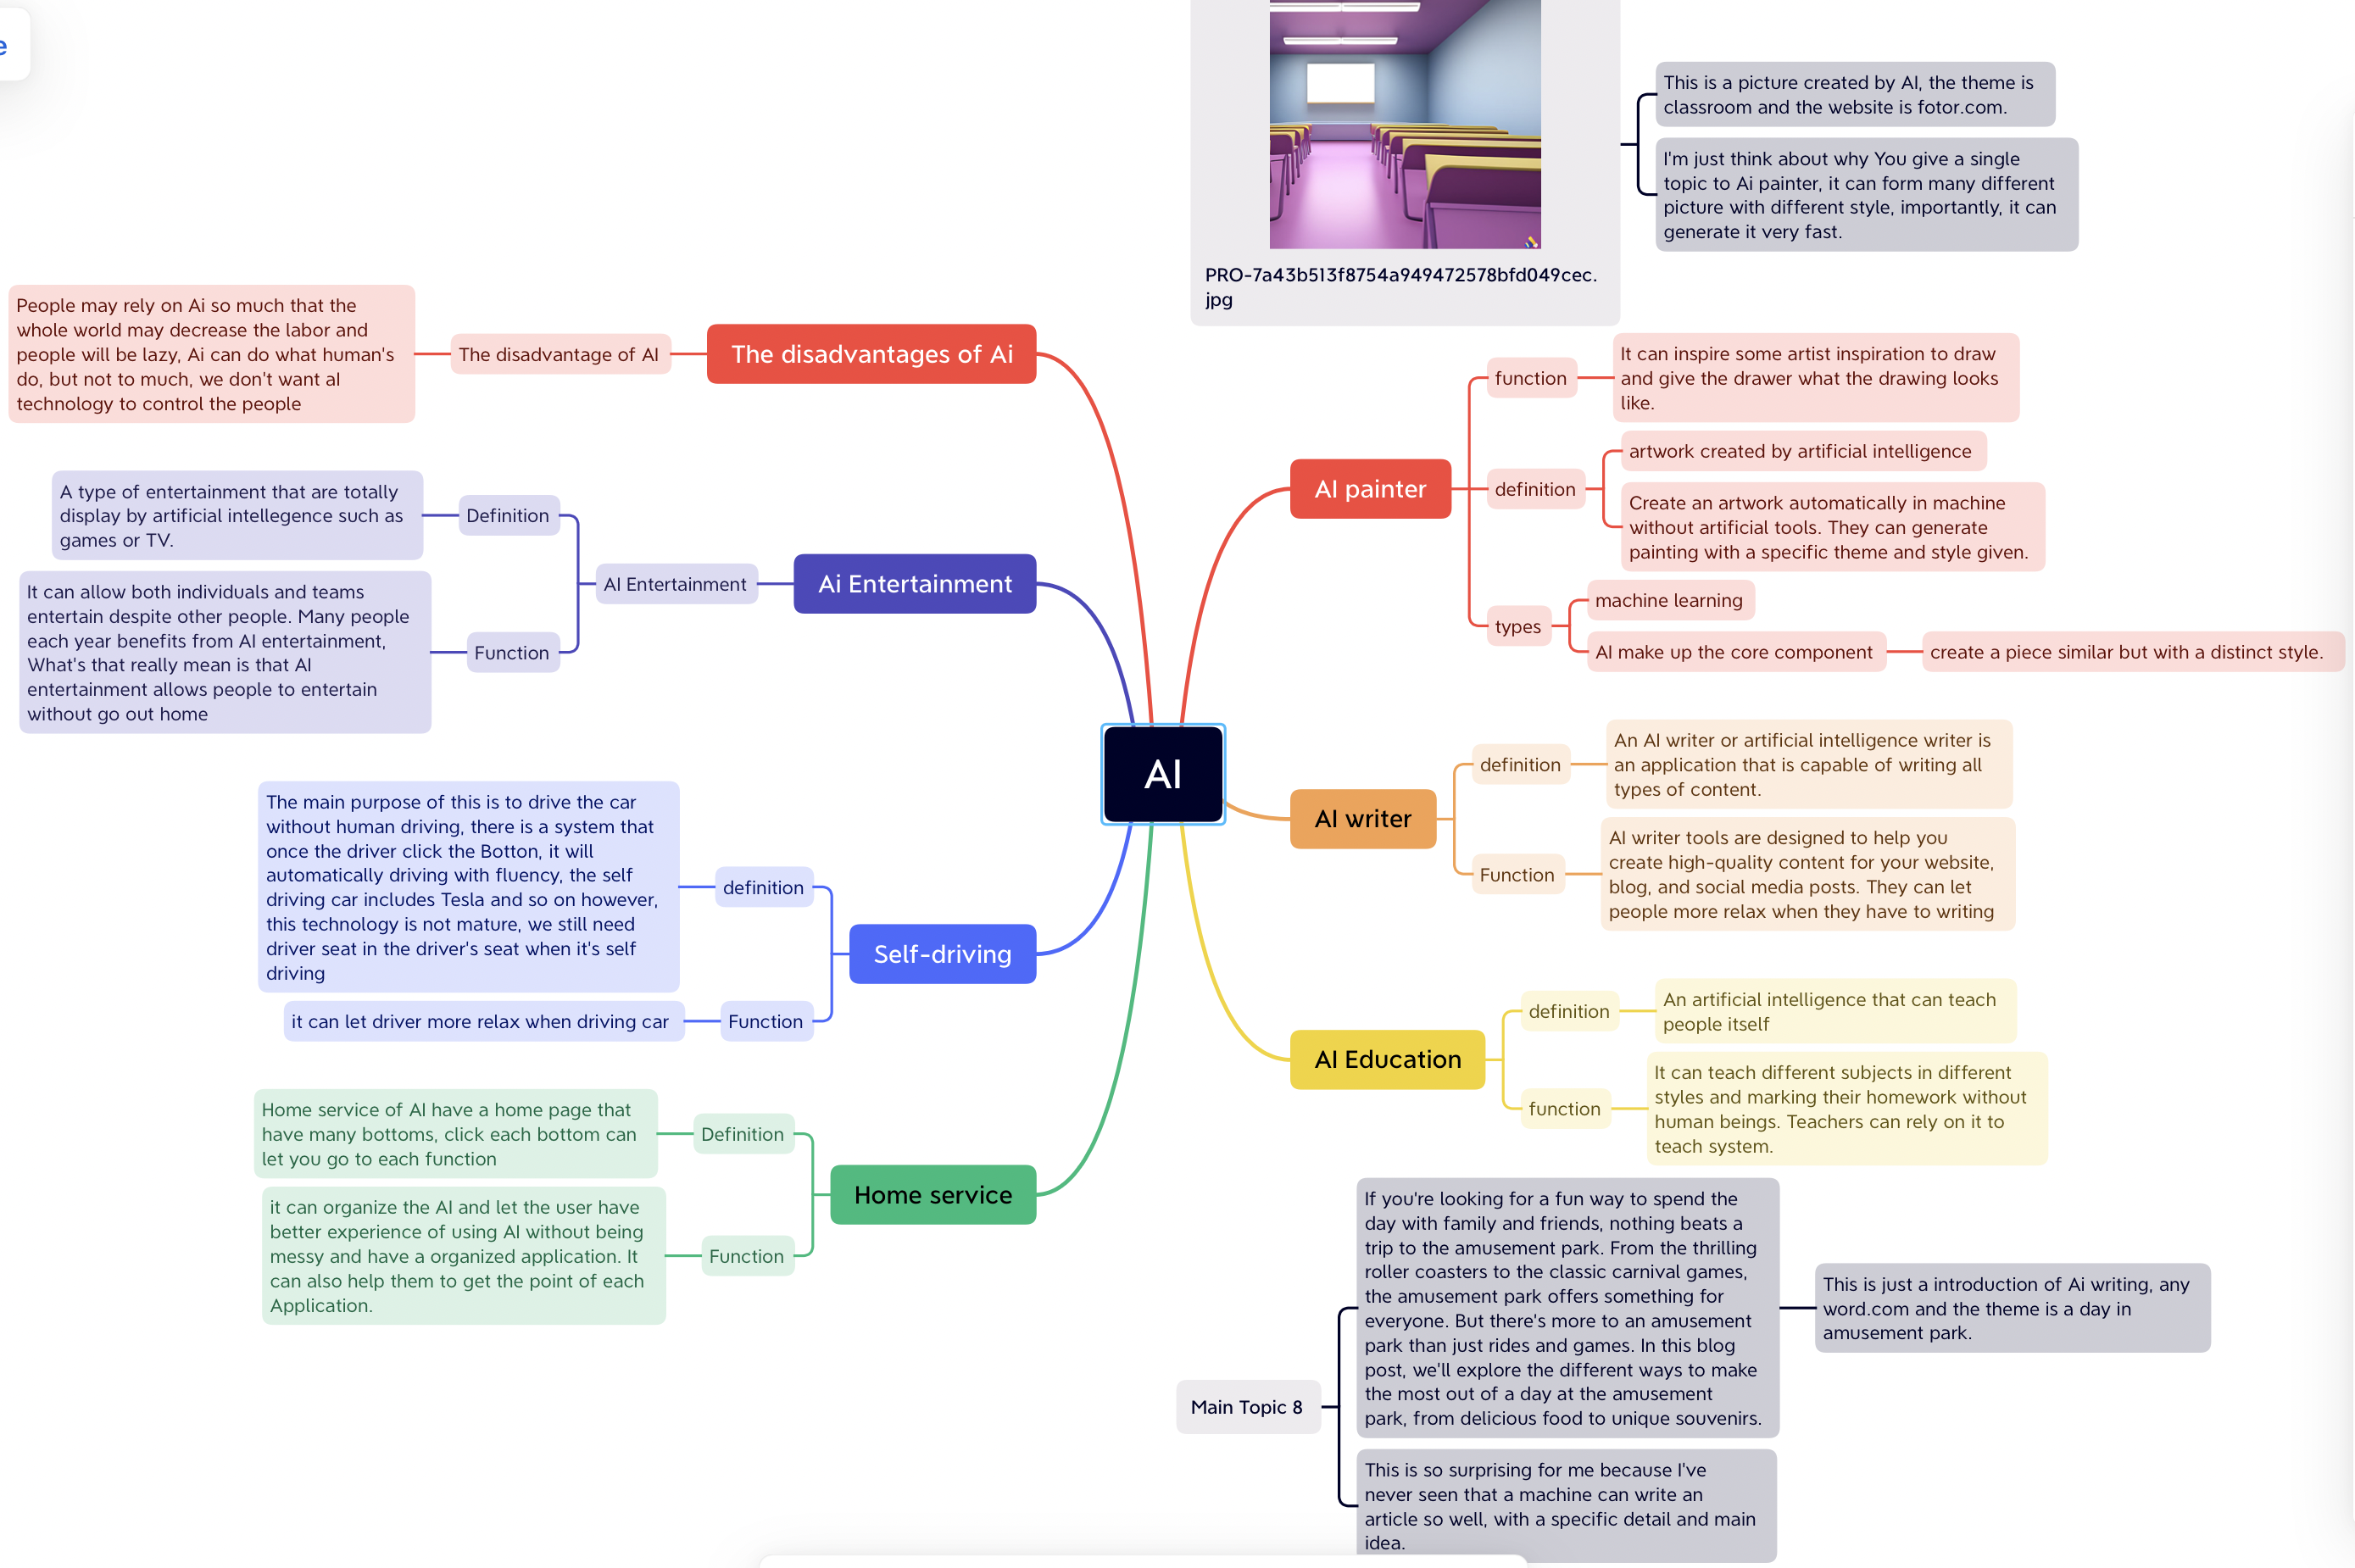 e
This is a picture created by AI, the theme is
classroom and the website is fotor.com.
I'm just think about why You give a single
topic to Ai painter, it can form many different
picture with different style, importantly, it can
generate it very fast.
PRO-7a43b513f8754a949472578bfd049cec.
jpg
People may rely on Ai so much that the
whole world may decrease the labor and
people will be lazy, Ai can do what human's
do, but not to much, we don't want aI
technology to control the people
The disadvantage of AI
The disadvantages of Ai
A type of entertainment that are totally
display by artificial intellegence such as
games or TV.
Definition
It can allow both individuals and teams
entertain despite other people. Many people
each year benefits from AI entertainment,
What's that really mean is that AI
entertainment allows people to entertain
without go out home
Function
AI Entertainment
Ai Entertainment
The main purpose of this is to drive the car
without human driving, there is a system that
once the driver click the Botton, it will
automatically driving with fluency, the self
driving car includes Tesla and so on however,
this technology is not mature, we still need
driver seat in the driver's seat when it's self
driving
definition
it can let driver more relax when driving car
Function
Self-driving
Home service of AI have a home page that
have many bottoms, click each bottom can
let you go to each function
Definition
it can organize the AI and let the user have
better experience of using AI without being
messy and have a organized application. It
can also help them to get the point of each
Application.
Function
Home service
AI
AI painter
function
It can inspire some artist inspiration to draw
and give the drawer what the drawing looks
like.
definition
artwork created by artificial intelligence
Create an artwork automatically in machine
without artificial tools. They can generate
painting with a specific theme and style given.
types
machine learning
AI make up the core component
create a piece similar but with a distinct style.
AI writer
definition
An AI writer or artificial intelligence writer is
an application that is capable of writing all
types of content.
Function
AI writer tools are designed to help you
create high-quality content for your website,
blog, and social media posts. They can let
people more relax when they have to writing
AI Education
definition
An artificial intelligence that can teach
people itself
function
It can teach different subjects in different
styles and marking their homework without
human beings. Teachers can rely on it to
teach system.
Main Topic 8
If you're looking for a fun way to spend the
day with family and friends, nothing beats a
trip to the amusement park. From the thrilling
roller coasters to the classic carnival games,
the amusement park offers something for
everyone. But there's more to an amusement
park than just rides and games. In this blog
post, we'll explore the different ways to make
the most out of a day at the amusement
park, from delicious food to unique souvenirs.
This is just a introduction of Ai writing, any
word.com and the theme is a day in
amusement park.
This is so surprising for me because I've
never seen that a machine can write an
article so well, with a specific detail and main
idea.